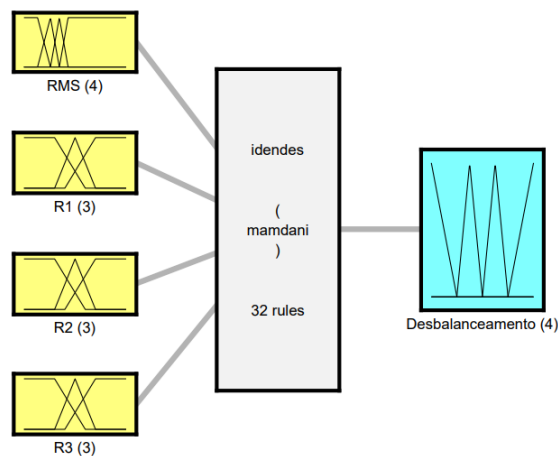 RMS (4)
R1 (3)
R2 (3)
R3 (3)
idendes
(
mamdani
)
32 rules
Desbalanceamento (4)